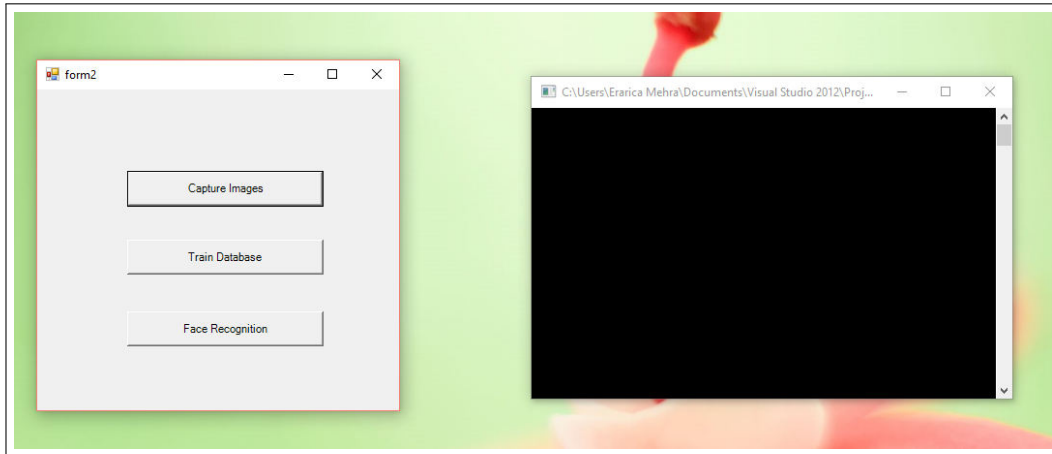 form2
Capture Images
Train Database
Face Recognition
C:\Users\Erarica Mehra\Documents\Visual Studio 2012\Proj...